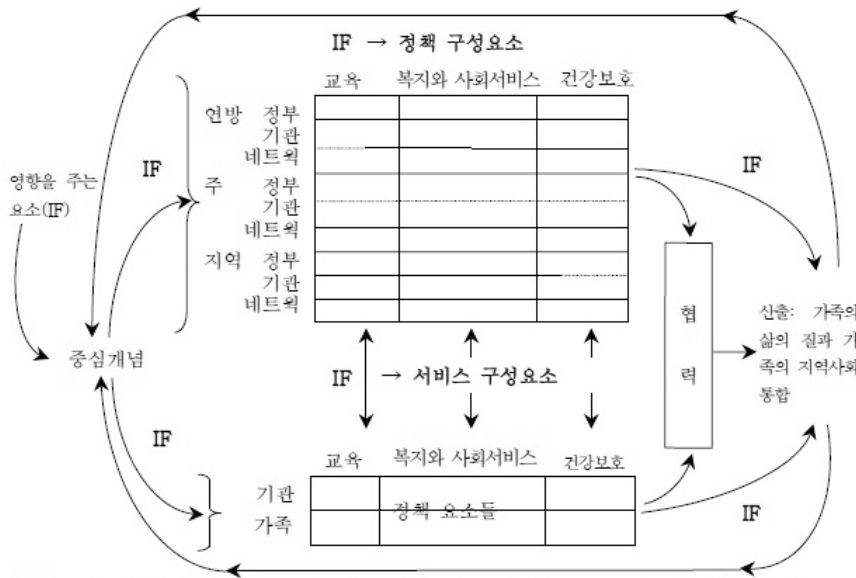 IF → 정책 구성요소
교육 복지와 사회서비스 건강보호
연방 정부
기관
네트웍
주 정부
기관
네트웍
지역 정부
기관
네트웍
IF
IF
영향을 주는
요소(IF)
중심개념
협
력
산출: 가족의
삶의 질과 가
족의 지역사회
통합
IF → 서비스 구성요소
IF
교육 복지와 사회서비스 건강보호
기관
가족
정책 요소들
IF